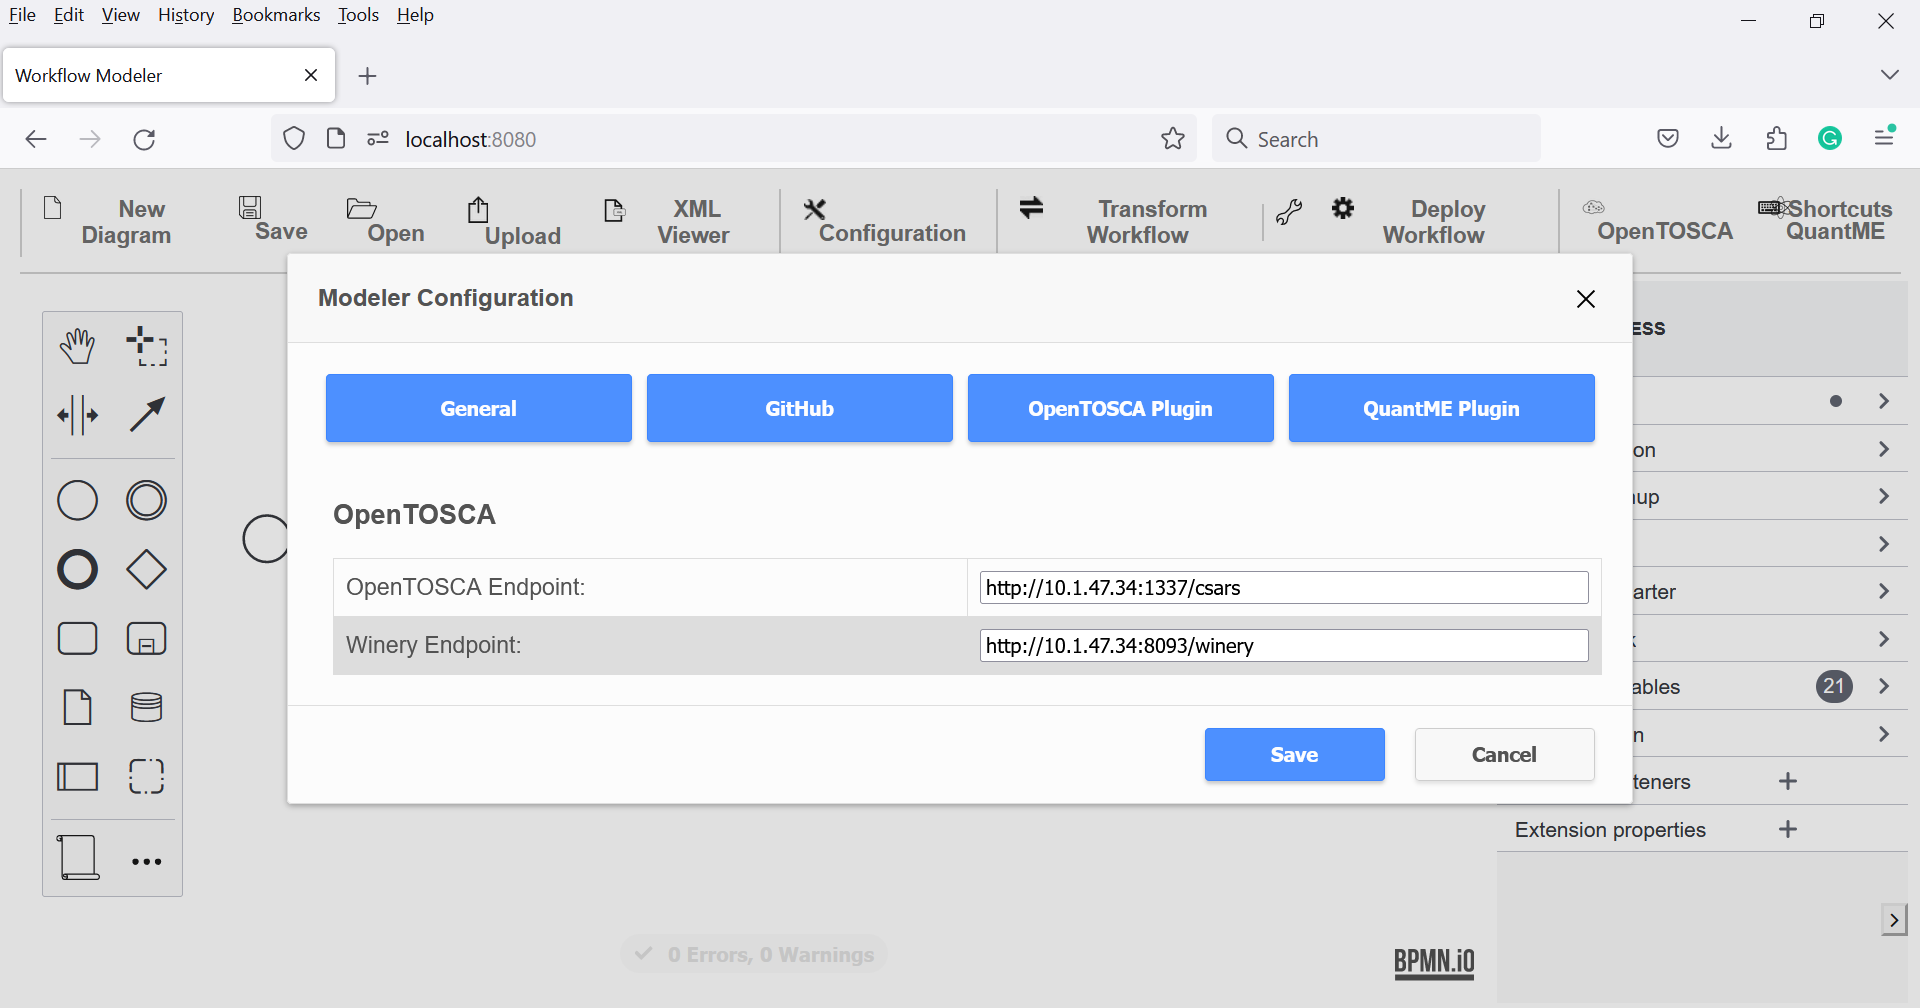 File Edit View History Bookmarks Tools Help
Workflow Modeler
localhost:8080
Search
New
Diagram
Save
Open
Upload
XML
Viewer
Configuration
Transform
Workflow
Deploy
Workflow
OpenTOSCA
Shortcuts
QuantME
Modeler Configuration
ESS
General GitHub OpenTOSCA Plugin QuantME Plugin
on
up
OpenTOSCA
OpenTOSCA Endpoint: http://10.1.47.34:1337/csars
arter
Winery Endpoint: http://10.1.47.34:8093/winery
ables 21
n
Save Cancel
teners
Extension properties
0 Errors, 0 Warnings
BPMN.iO